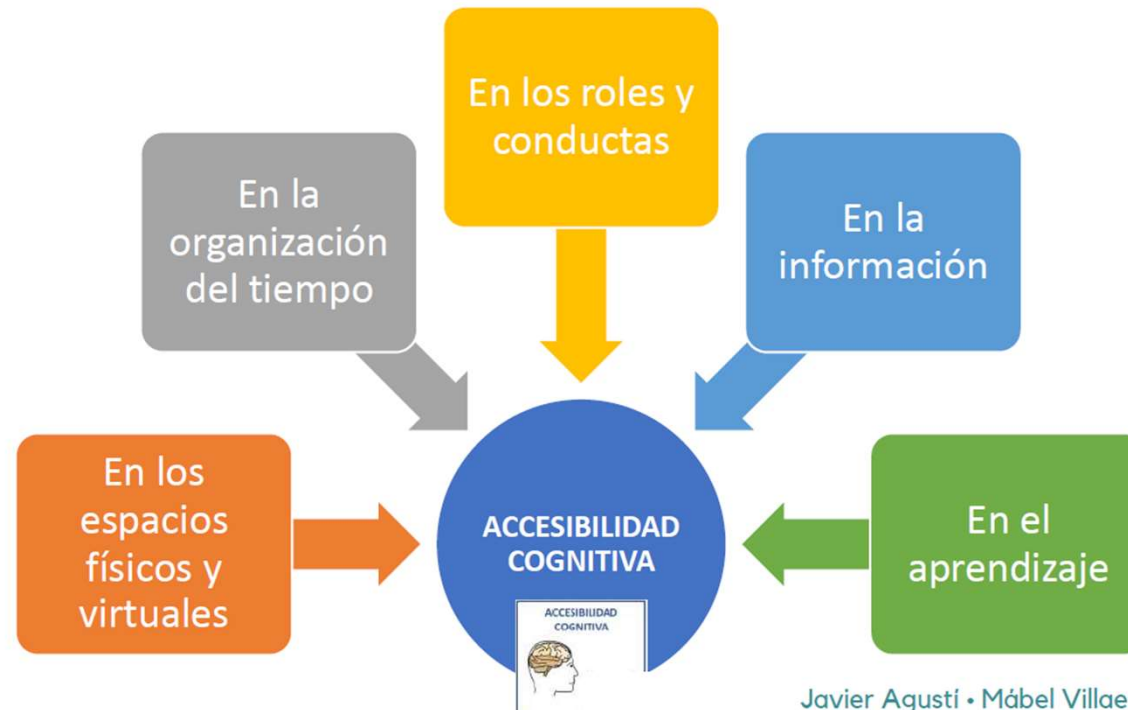 En los roles y
conductas
En la
organización
del tiempo
En la
información
En los
espacios
físicos y
virtuales
ACCESIBILIDAD
COGNITIVA
En el
aprendizaje
ACCESIBILIDAD
COGNITIVA
Javier Agustí • Mábel Villae